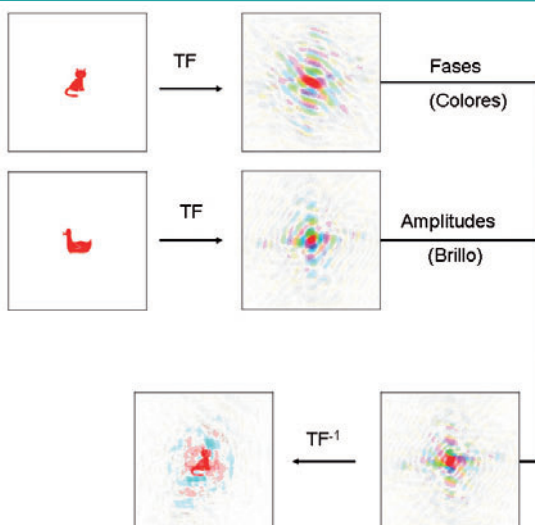 TF
Fases
(Colores)
TF
Amplitudes
(Brillo)
TF-1